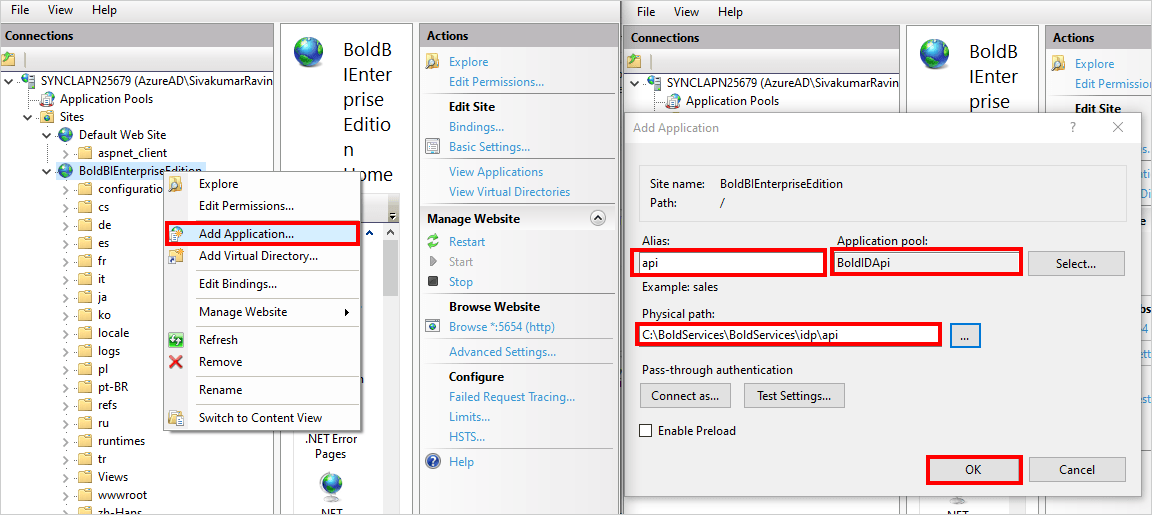 File View Help
Connections
SYNCLAPN25679 (AzureAD\SivakumarRavin
Application Pools
Sites
Default Web Site
aspnet_client
BoldBIEnterpriseEdition
configuratio
cs
de
es
fr
it
ja
ko
locale
logs
pl
pt-BR
refs
ru
runtimes
tr
Views
wwwroot
zh-Hans
Explore
Edit Permissions...
Add Application...
Add Virtual Directory...
Edit Bindings...
Manage Website
Refresh
Remove
Rename
Switch to Content View
BoldB
IEnter
prise
Editio
n
Home
.NET Error
Pages
.NET
Actions
Explore
Edit Permissions...
Edit Site
Bindings...
Basic Settings...
View Applications
View Virtual Directories
Manage Website
Restart
Start
Stop
Browse Website
Browse *:5654 (http)
Advanced Settings...
Configure
Failed Request Tracing...
Limits...
HSTS...
Help
File View Help
Connections
SYNCLAPN25679 (AzureAD\SivakumarRavin
Application Pools
BoldB
IEnter
prise
Actions
Explore
Edit Permission
Edit Site
Add Application
? 
Site name: BoldBIEnterpriseEdition
Path: /
Alias:
Application pool:
api
BoldIDApi
Select...
Example: sales
Physical path:
C:\BoldServices\BoldServices\idp\api
...
Pass-through authentication
Connect as...
Test Settings...
Enable Preload
OK
Cancel